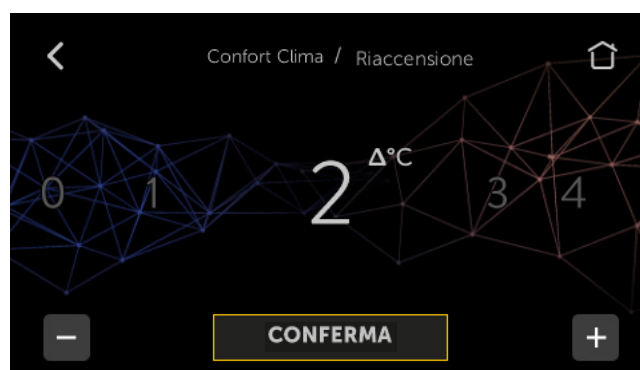 Confort Clima / Riaccensione
0 1 2 Δ°C 3 4
− CONFERMA +